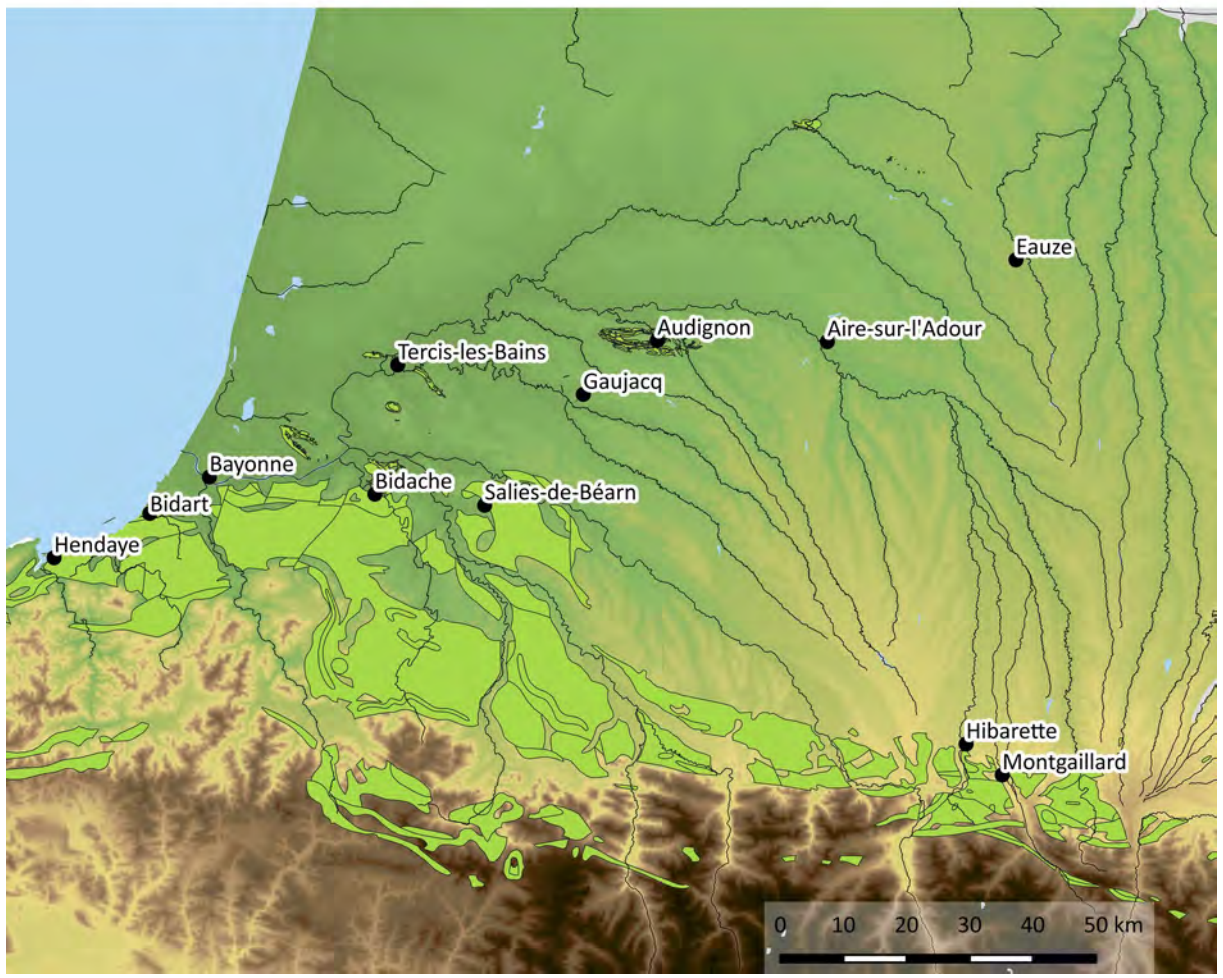 Eauze
Audignon
Aire-sur-l'Adour
Tercis-les-Bains
Gaujacq
Bayonne
Bidache
Salies-de-Béarn
Bidart
Hendaye
Hibarette
Montgaillard
0 10 20 30 40 50 km